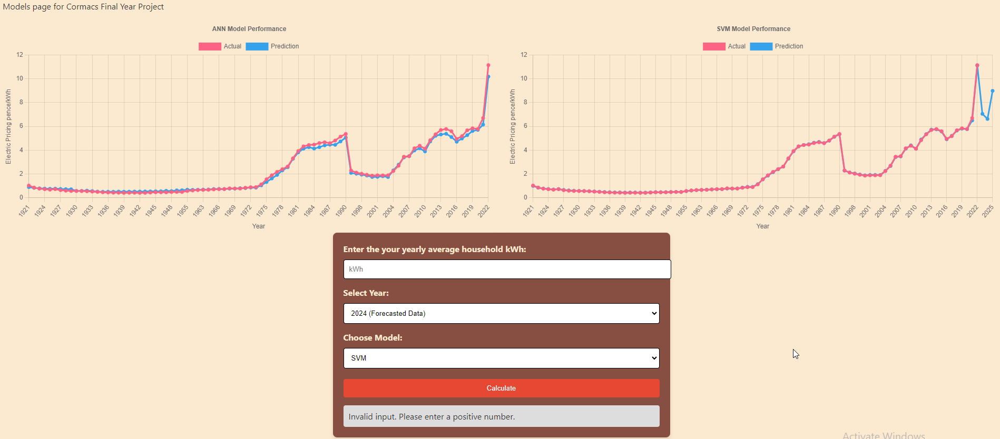 Models page for Cormacs Final Year Project
ANN Model Performance
Actual Prediction
12
10
8
6
4
2
0
Electric Pricing pence/kWh
1921 1924 1927 1930 1933 1936 1939 1942 1945 1948 1955 1963 1966 1969 1972 1975 1978 1981 1984 1987 1990 1998 2001 2004 2007 2010 2013 2016 2019 2022
Year
SVM Model Performance
Actual Prediction
12
10
8
6
4
2
0
Electric Pricing pence/kWh
1921 1924 1927 1930 1933 1936 1939 1942 1945 1948 1955 1963 1966 1969 1972 1975 1978 1981 1984 1987 1990 1998 2001 2004 2007 2010 2013 2016 2019 2022 2025
Year
Enter the your yearly average household kWh:
kWh
Select Year:
2024 (Forecasted Data)
Choose Model:
SVM
Calculate
Invalid input. Please enter a positive number.
Activate Windows